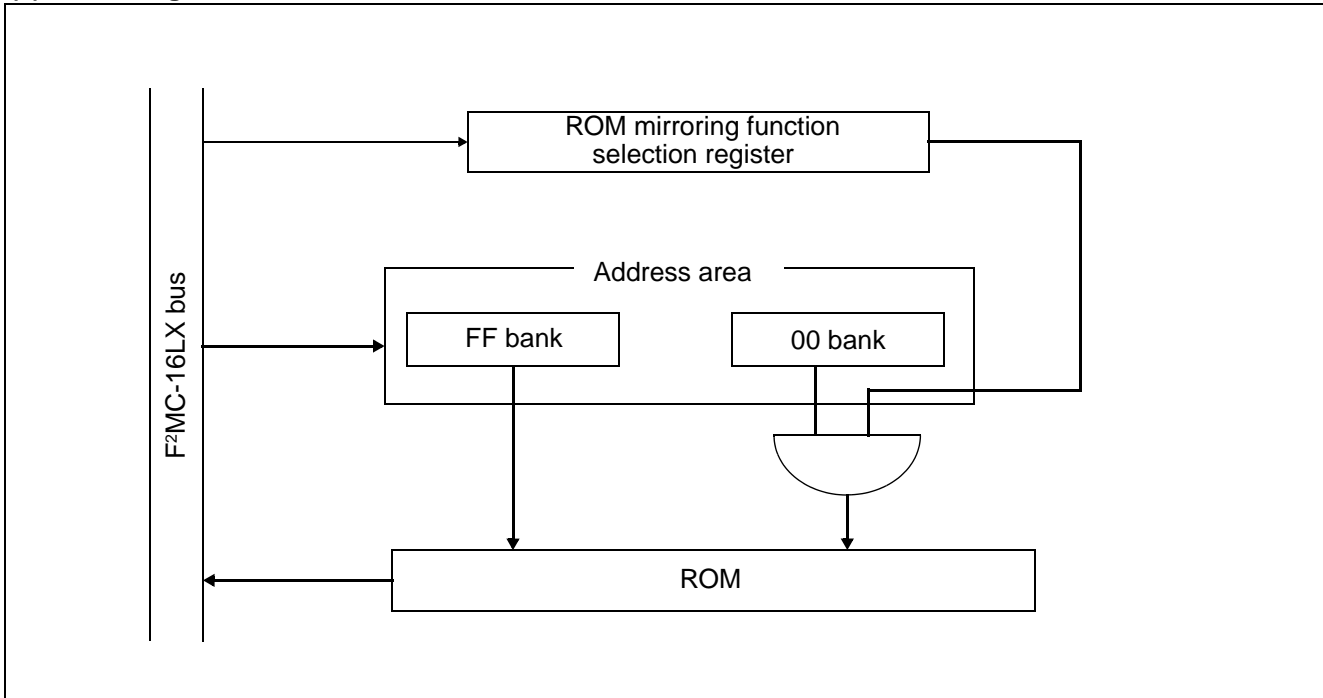 ROM mirroring function
selection register
Address area
FF bank
00 bank
F²MC-16LX bus
ROM